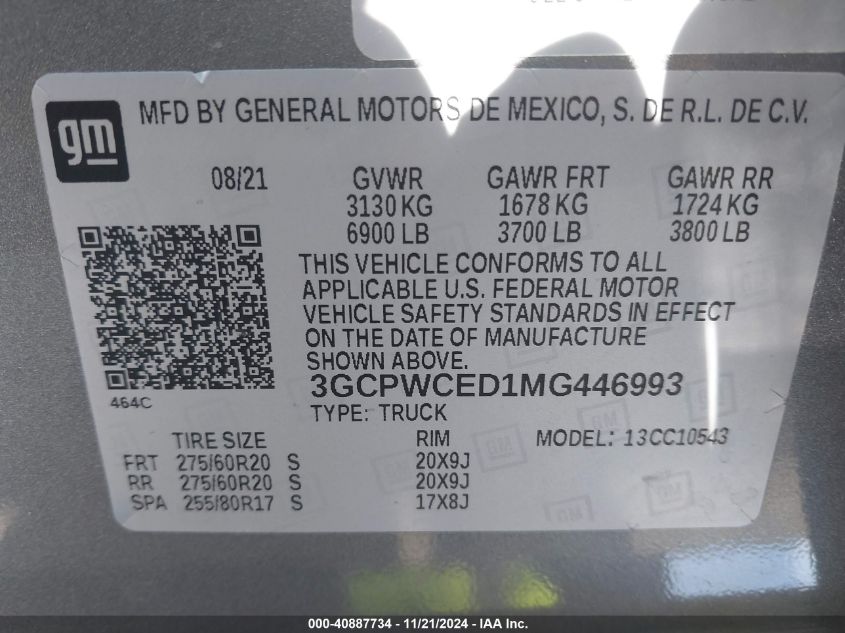 gm
MFD BY GENERAL MOTORS DE MEXICO, S. DE R.L. DE C.V.
08/21 GVWR GAWR FRT GAWR RR
3130 KG 1678 KG 1724 KG
6900 LB 3700 LB 3800 LB
THIS VEHICLE CONFORMS TO ALL
APPLICABLE U.S. FEDERAL MOTOR
VEHICLE SAFETY STANDARDS IN EFFECT
ON THE DATE OF MANUFACTURE
SHOWN ABOVE.
3GCPWCED1MG446993
464C
TYPE: TRUCK
TIRE SIZE RIM MODEL: 13CC10543
FRT 275/60R20 S 20X9J
RR 275/60R20 S 20X9J
SPA 255/80R17 S 17X8J
000-40887734 - 11/21/2024 - IAA Inc.